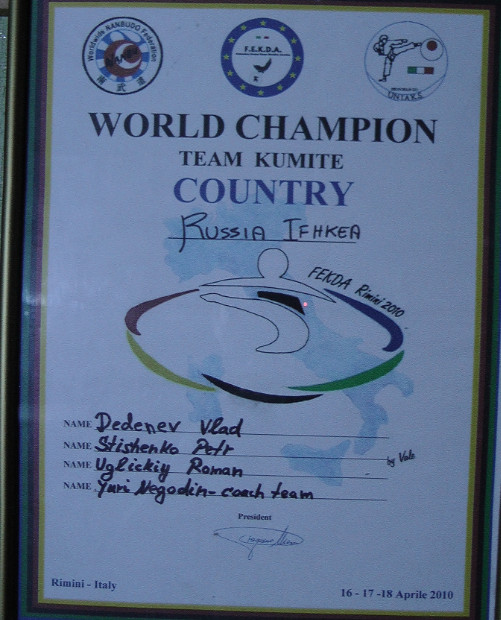 Worldwide NANBUDO Federation
F.E.K.D.A.
UNIAKS
WORLD CHAMPION
TEAM KUMITE
COUNTRY
RUSSIA IFHKEA
FEKDA Rimini 2010
NAME Dedenev Vlad
NAME Stishenko Petr
by Vale
NAME Uglickiy Roman
NAME Yuri Negodin - coach team
President
Rimini - Italy
16 - 17 -18 Aprile 2010